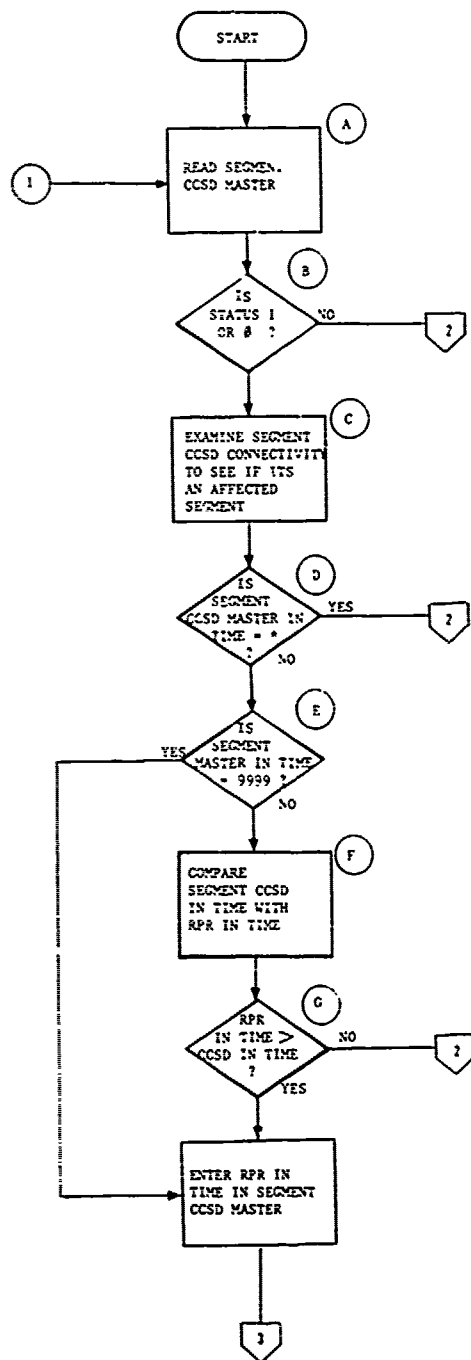 START
A
READ SEGMEN.
CCSD MASTER
1
B
IS
STATUS 1
OR Ø ?
NO
2
C
EXAMINE SEGMENT
CCSD CONNECTIVITY
TO SEE IF ITS
AN AFFECTED
SEGMENT
D
IS
SEGMENT
CCSD MASTER IN
TIME = *
?
YES
2
NO
E
IS
SEGMENT
MASTER IN TIME
= 9999 ?
YES
NO
F
COMPARE
SEGMENT CCSD
IN TIME WITH
RPR IN TIME
G
RPR
IN TIME >
CCSD IN TIME
?
NO
2
YES
ENTER RPR IN
TIME IN SEGMENT
CCSD MASTER
3